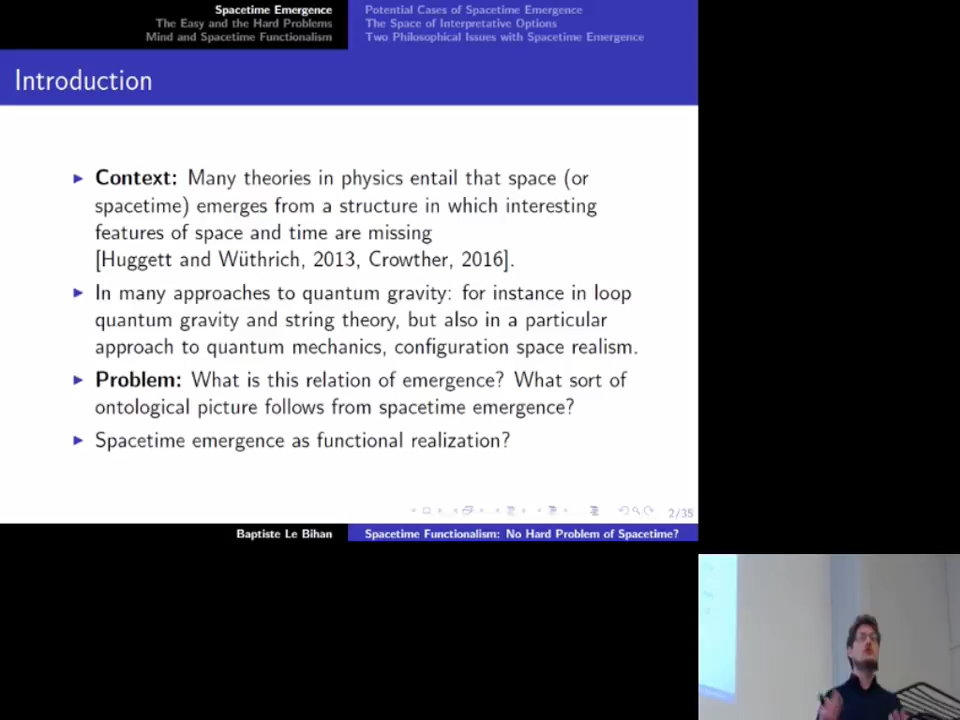 Spacetime Emergence
The Easy and the Hard Problems
Mind and Spacetime Functionalism
Potential Cases of Spacetime Emergence
The Space of Interpretative Options
Two Philosophical Issues with Spacetime Emergence
Introduction
Context: Many theories in physics entail that space (or
spacetime) emerges from a structure in which interesting
features of space and time are missing
[Huggett and Wüthrich, 2013, Crowther, 2016].
In many approaches to quantum gravity: for instance in loop
quantum gravity and string theory, but also in a particular
approach to quantum mechanics, configuration space realism.
Problem: What is this relation of emergence? What sort of
ontological picture follows from spacetime emergence?
Spacetime emergence as functional realization?
2/35
Baptiste Le Bihan
Spacetime Functionalism: No Hard Problem of Spacetime?